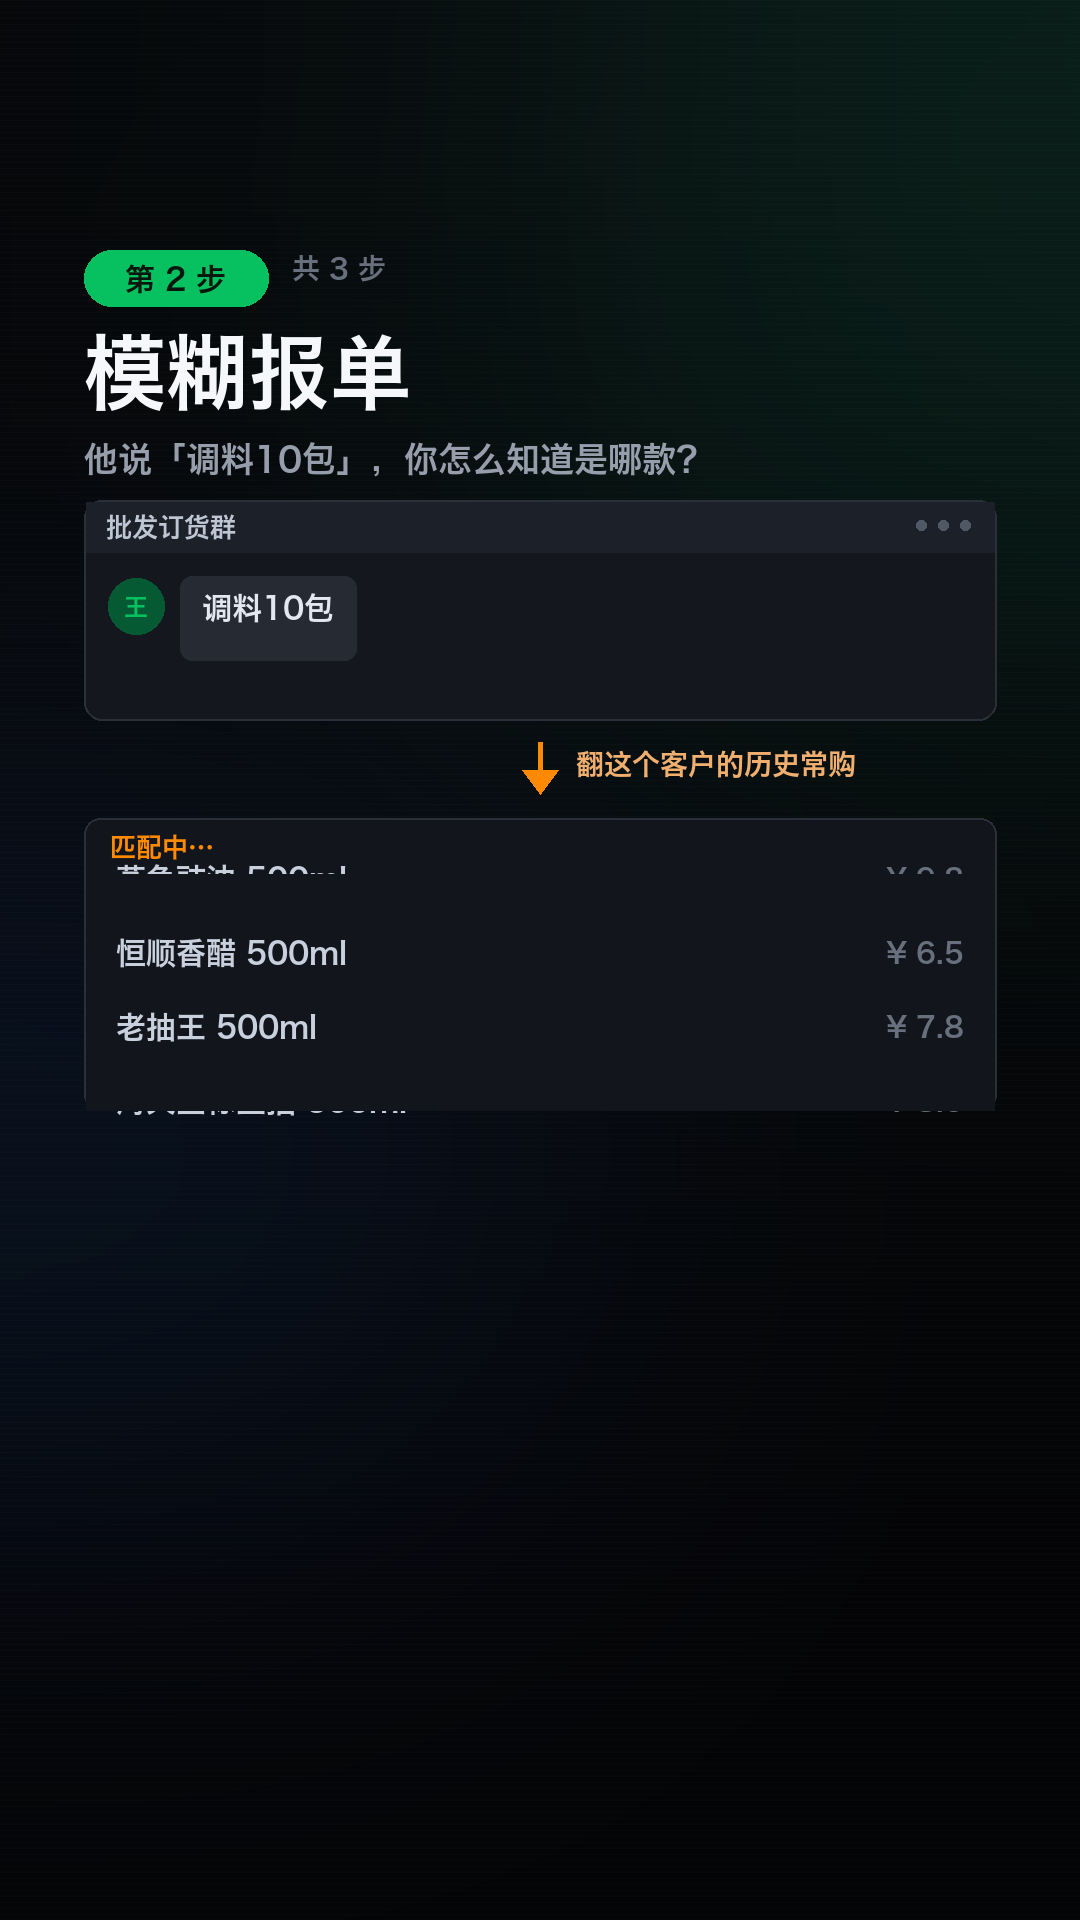 第 2 步
共 3 步
模糊报单
他说「调料10包」，你怎么知道是哪款？
批发订货群
王
调料10包
翻这个客户的历史常购
匹配中…
恒顺香醋 500ml
¥ 6.5
老抽王 500ml
¥ 7.8